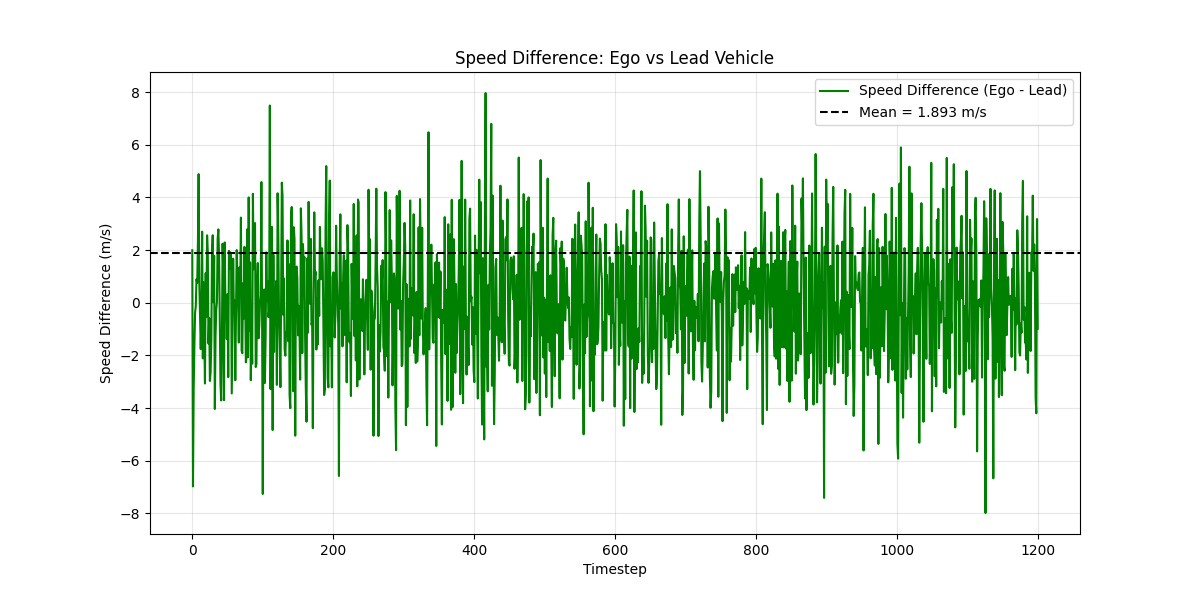 Speed Difference: Ego vs Lead Vehicle
Speed Difference (Ego - Lead)
Mean = 1.893 m/s
Speed Difference (m/s)
8
6
4
2
0
−2
−4
−6
−8
0 200 400 600 800 1000 1200
Timestep